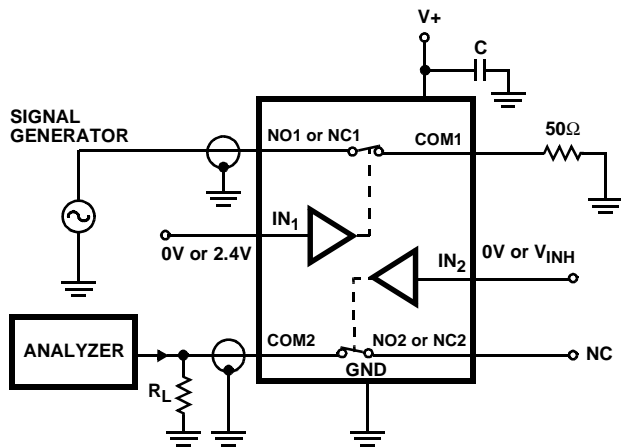 V+
C
SIGNAL
GENERATOR
NO1 or NC1
COM1
50Ω
IN1
0V or 2.4V
IN2
0V or VINH
ANALYZER
COM2
NO2 or NC2
NC
GND
RL